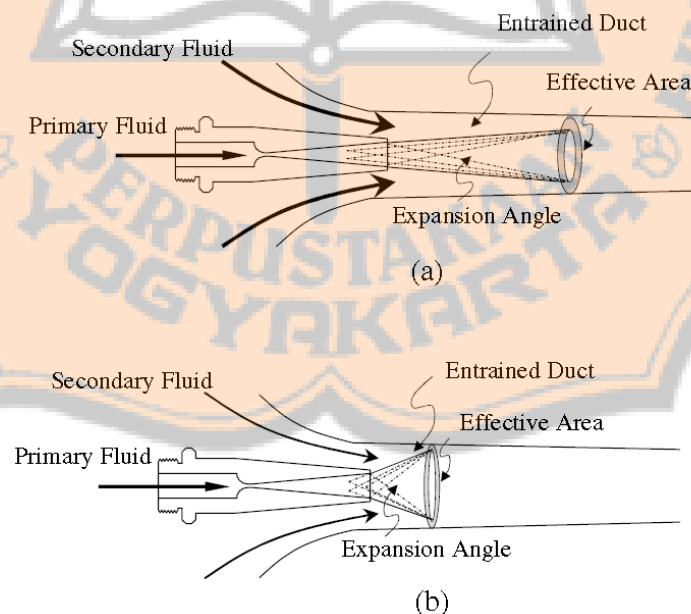 Entrained Duct
Secondary Fluid
Effective Area
Primary Fluid
Expansion Angle
(a)
PERPUSTAKAAN
YOGYAKARTA
Entrained Duct
Secondary Fluid
Effective Area
Primary Fluid
Expansion Angle
(b)